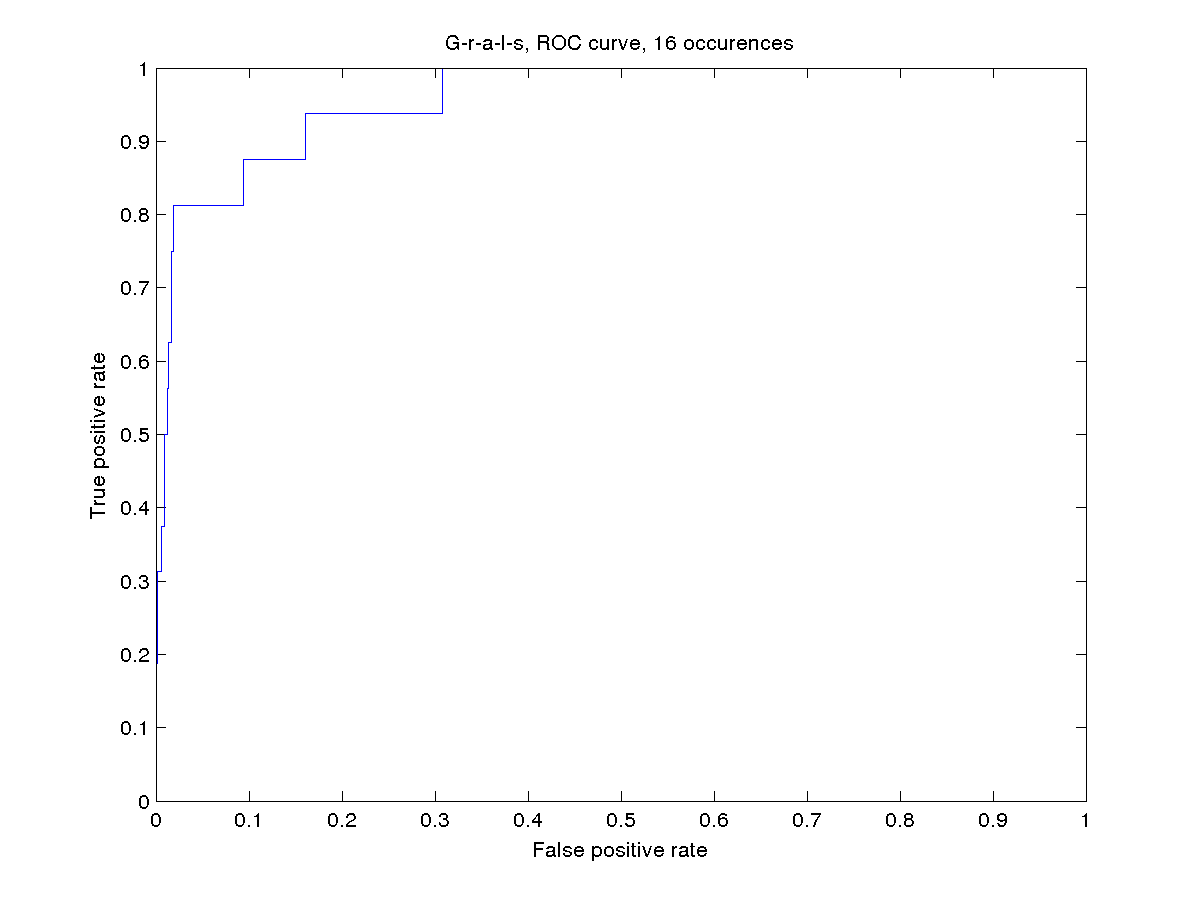 G-r-a-l-s, ROC curve, 16 occurences
1
0.9
0.8
0.7
0.6
0.5
0.4
0.3
0.2
0.1
0
True positive rate
0 0.1 0.2 0.3 0.4 0.5 0.6 0.7 0.8 0.9 1
False positive rate